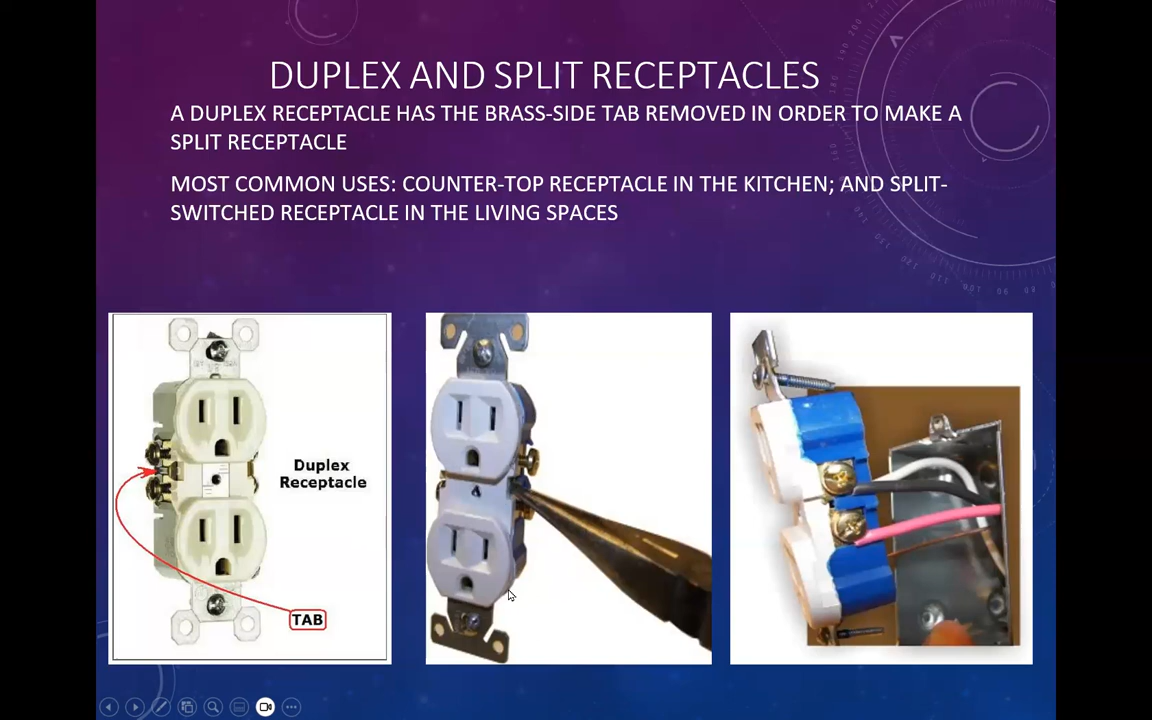 DUPLEX AND SPLIT RECEPTACLES
A DUPLEX RECEPTACLE HAS THE BRASS-SIDE TAB REMOVED IN ORDER TO MAKE A
SPLIT RECEPTACLE
MOST COMMON USES: COUNTER-TOP RECEPTACLE IN THE KITCHEN; AND SPLIT-
SWITCHED RECEPTACLE IN THE LIVING SPACES
Duplex
Receptacle
TAB